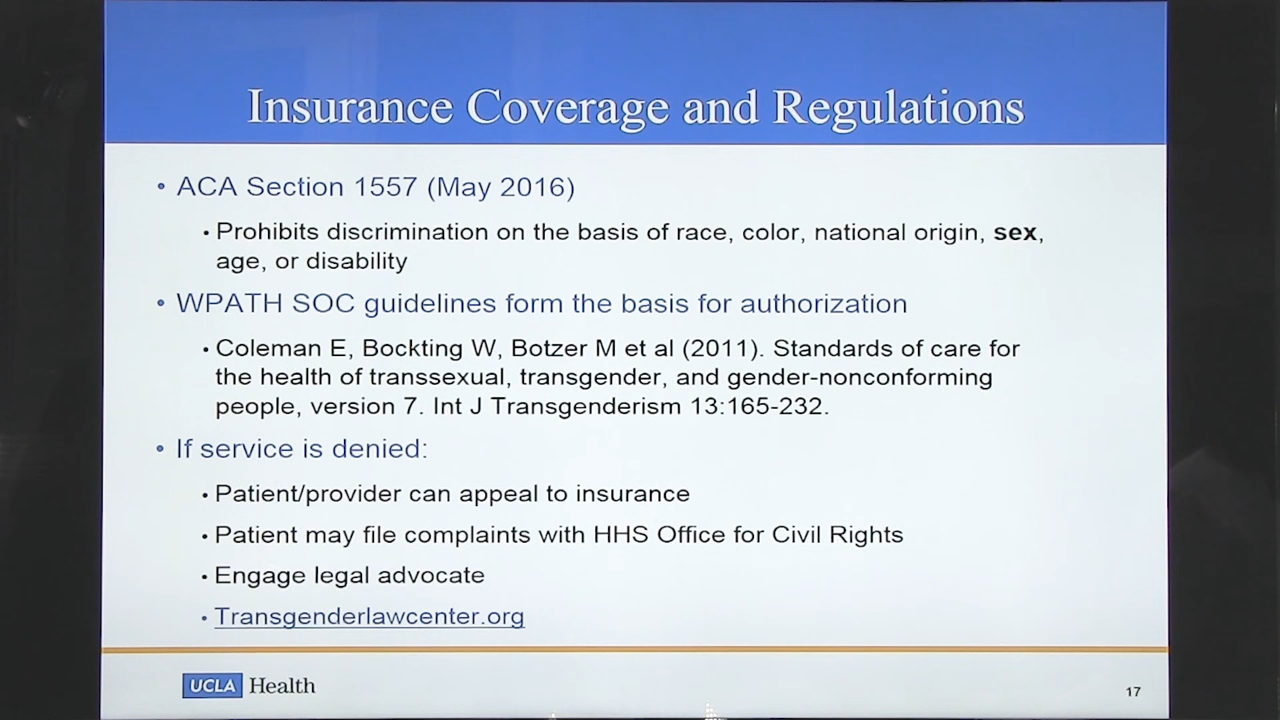 Insurance Coverage and Regulations
• ACA Section 1557 (May 2016)
• Prohibits discrimination on the basis of race, color, national origin, sex,
age, or disability
• WPATH SOC guidelines form the basis for authorization
• Coleman E, Bockting W, Botzer M et al (2011). Standards of care for
the health of transsexual, transgender, and gender-nonconforming
people, version 7. Int J Transgenderism 13:165-232.
• If service is denied:
• Patient/provider can appeal to insurance
• Patient may file complaints with HHS Office for Civil Rights
• Engage legal advocate
• Transgenderlawcenter.org
UCLA Health
17